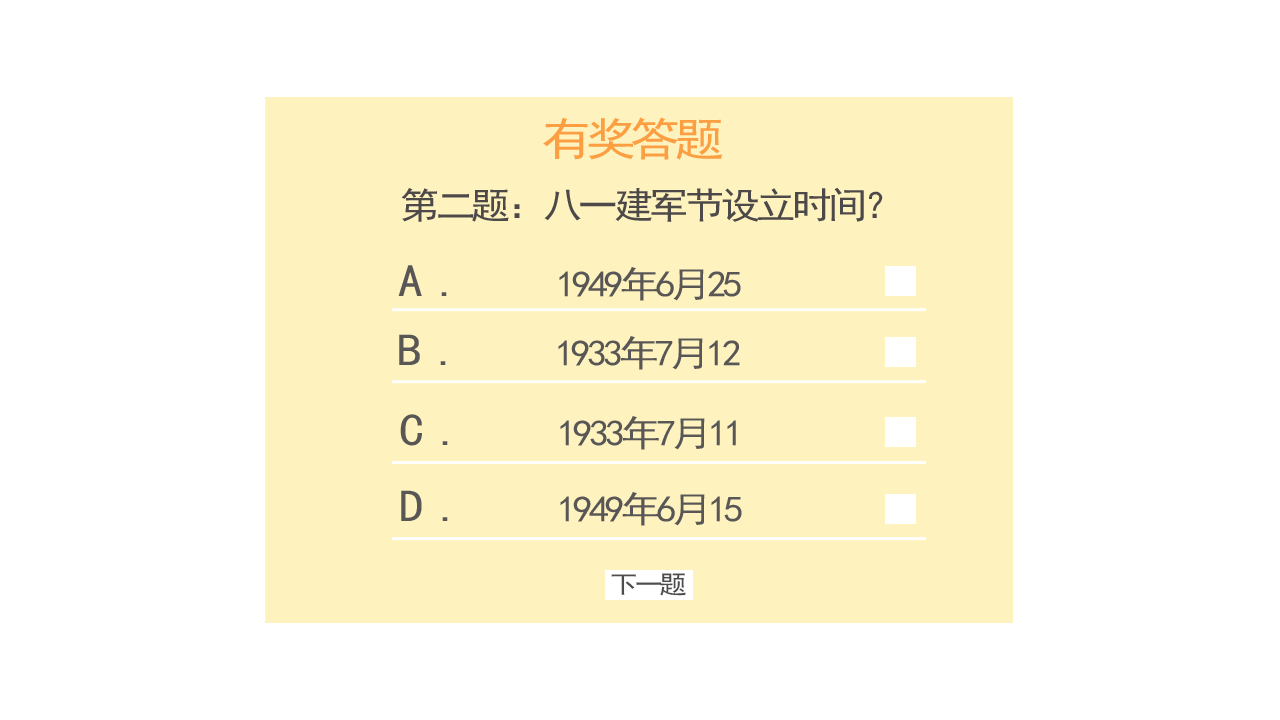 有奖答题
第二题：八一建军节设立时间？
A． 1949年6月25
B． 1933年7月12
C． 1933年7月11
D． 1949年6月15
下一题